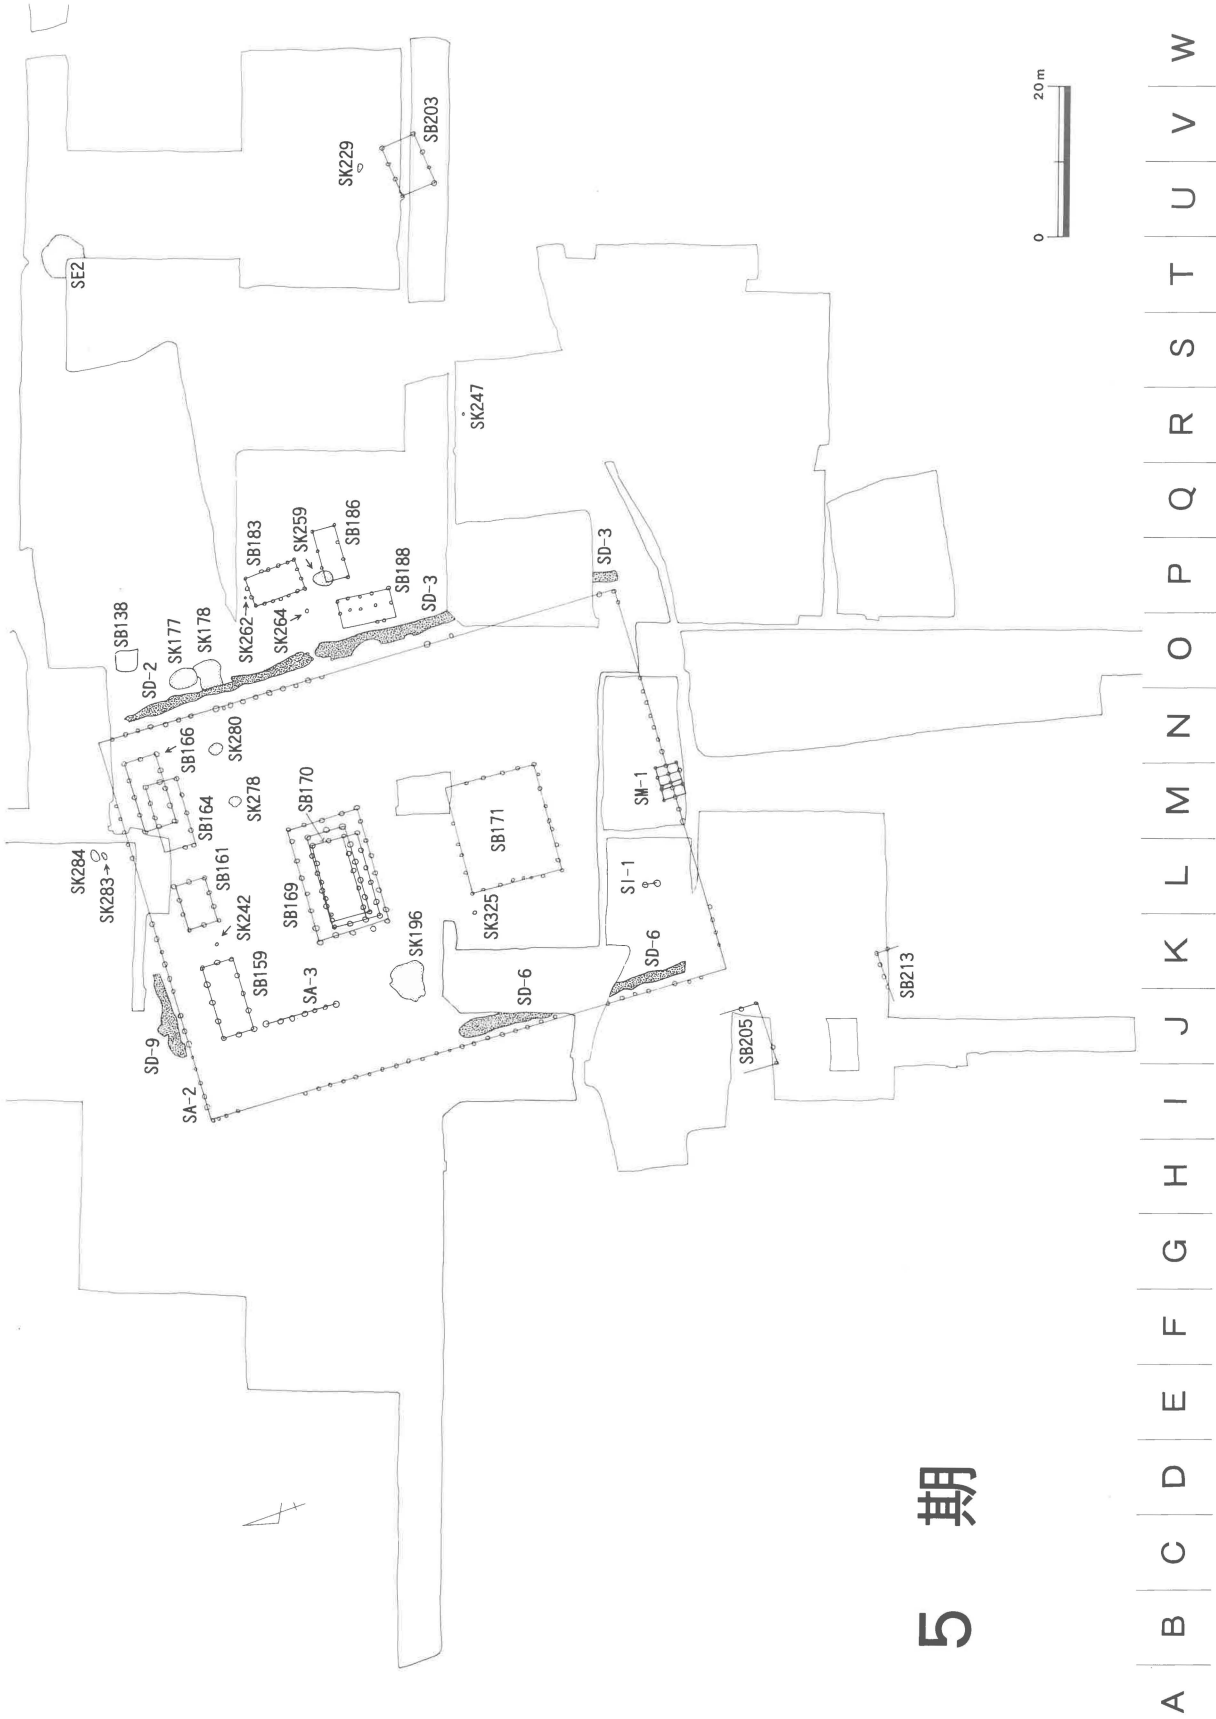 SE2
SK229
SB203
SK247
SB183
SK259
SB186
SB188
SD-3
SD-3
SB138
SK177
SK178
SK262
SK264
SD-2
SB166
SK280
SK278
SB164
SB170
SK284
SK283
SB161
SK242
SB169
SB171
SM-1
SI-1
SK325
SK196
SB159
SA-3
SD-6
SD-6
SD-9
SA-2
SB205
SB213
0
20m
5 期
A
B
C
D
E
F
G
H
I
J
K
L
M
N
O
P
Q
R
S
T
U
V
W